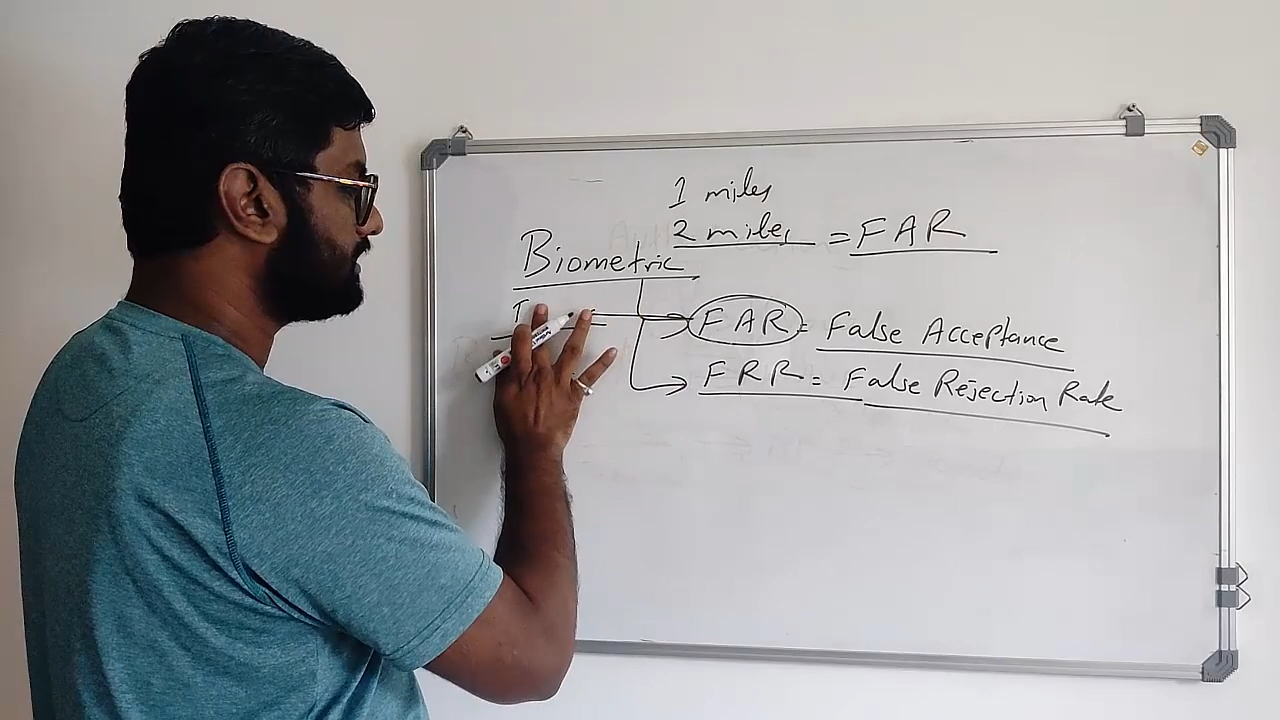 1 miles
2 miles = FAR
Biometric
FAR = False Acceptance
FRR = False Rejection Rate